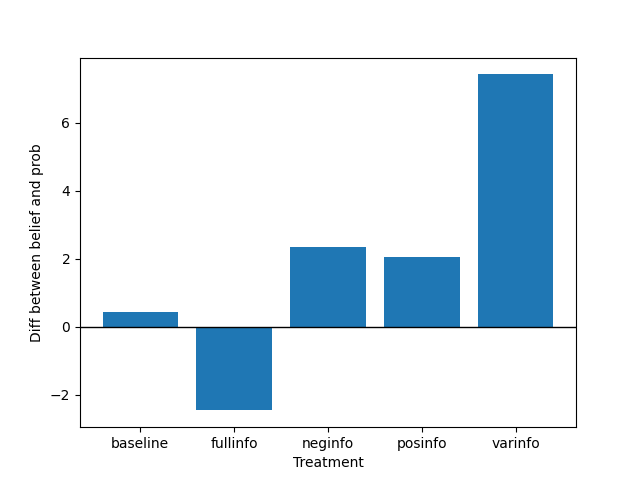 Diff between belief and prob
6
4
2
0
−2
baseline fullinfo neginfo posinfo varinfo
Treatment